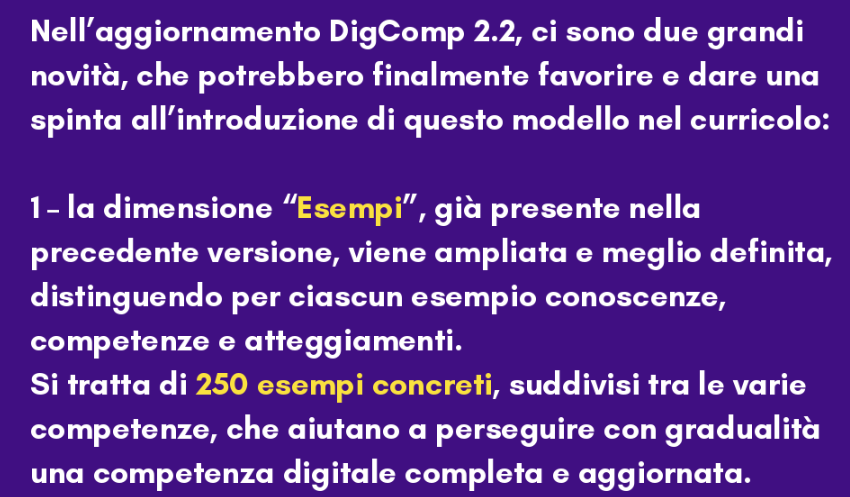 Nell’aggiornamento DigComp 2.2, ci sono due grandi
novità, che potrebbero finalmente favorire e dare una
spinta all’introduzione di questo modello nel curricolo:
1 – la dimensione “Esempi”, già presente nella
precedente versione, viene ampliata e meglio definita,
distinguendo per ciascun esempio conoscenze,
competenze e atteggiamenti.
Si tratta di 250 esempi concreti, suddivisi tra le varie
competenze, che aiutano a perseguire con gradualità
una competenza digitale completa e aggiornata.